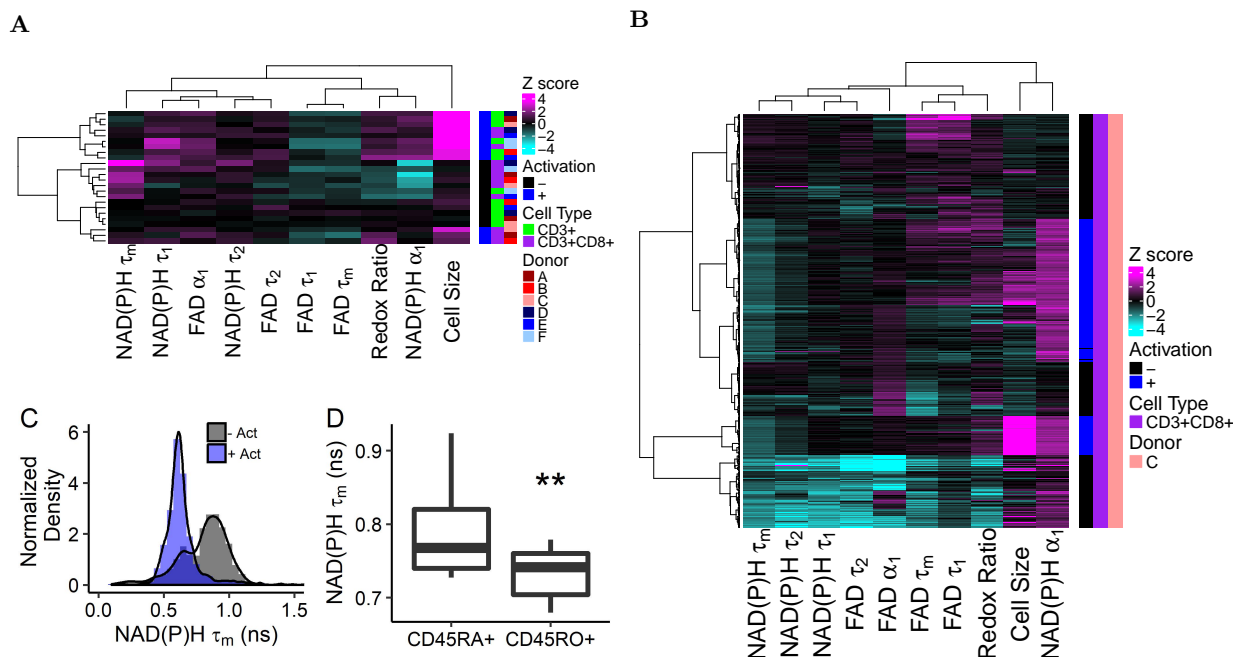 A
Z score
4
2
0
−2
−4
Activation
−
+
Cell Type
CD3+
CD3+CD8+
Donor
A
B
C
D
E
F
NAD(P)H τm
NAD(P)H τ1
FAD α1
NAD(P)H τ2
FAD τ2
FAD τ1
FAD τm
Redox Ratio
NAD(P)H α1
Cell Size
B
Z score
4
2
0
−2
−4
Activation
−
+
Cell Type
CD3+CD8+
Donor
C
NAD(P)H τm
NAD(P)H τ2
NAD(P)H τ1
FAD τ2
FAD α1
FAD τm
FAD τ1
Redox Ratio
Cell Size
NAD(P)H α1
C
Normalized
Density
6
4
2
0
- Act
+ Act
0.0 0.5 1.0 1.5
NAD(P)H τm (ns)
D
NAD(P)H τm (ns)
0.9
0.8
0.7
**
CD45RA+ CD45RO+